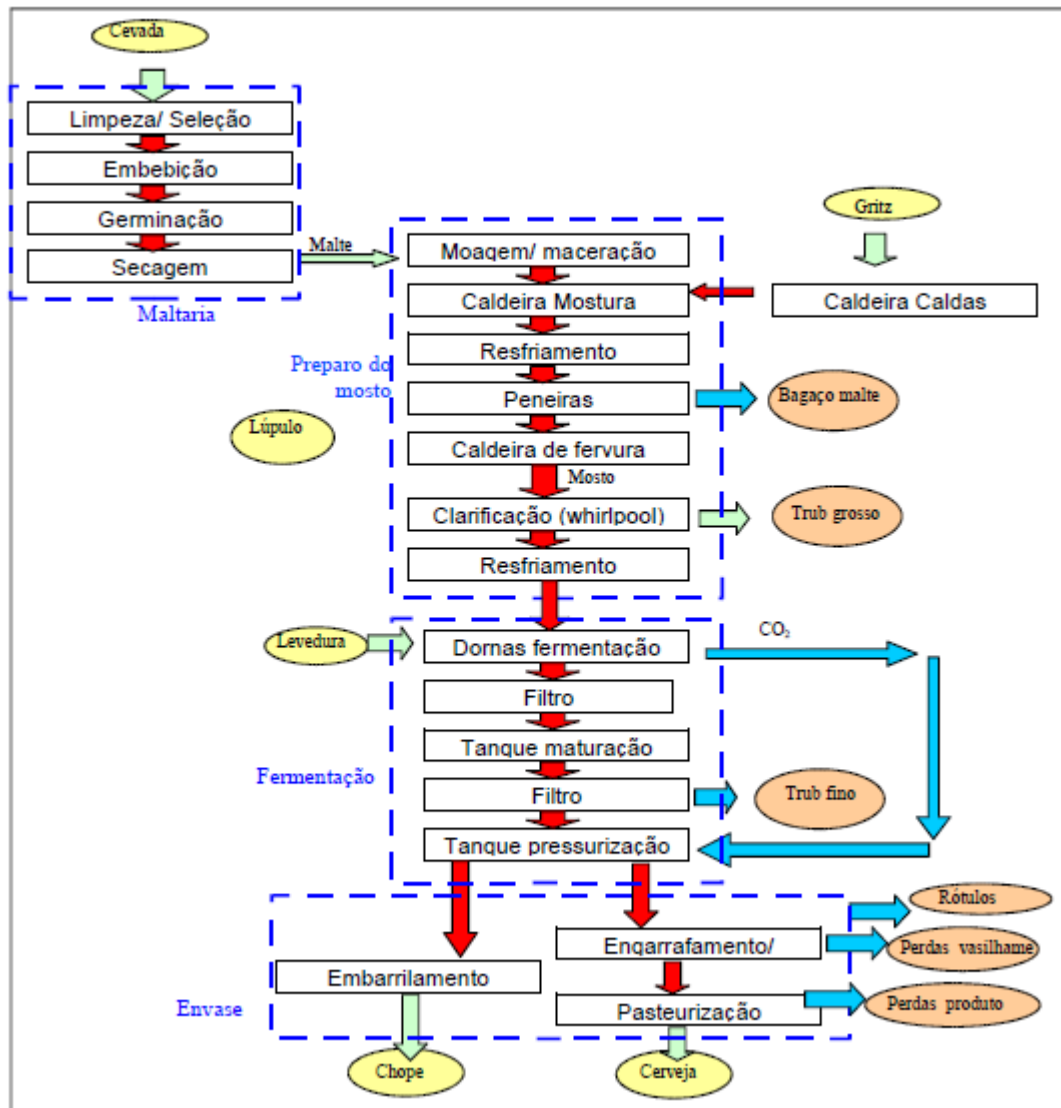 Cevada
Limpeza/ Seleção
Embebição
Germinação
Secagem
Maltaria
Malte
Gritz
Moagem/ maceração
Caldeira Mostura
Caldeira Caldas
Resfriamento
Preparo do
mosto
Peneiras
Bagaço malte
Lúpulo
Caldeira de fervura
Mosto
Clarificação (whirlpool)
Trub grosso
Resfriamento
Levedura
Dornas fermentação
CO₂
Filtro
Tanque maturação
Fermentação
Filtro
Trub fino
Tanque pressurização
Rótulos
Engarrafamento/
Perdas vasilhame
Embarrilamento
Envase
Pasteurização
Perdas produto
Chope
Cerveja